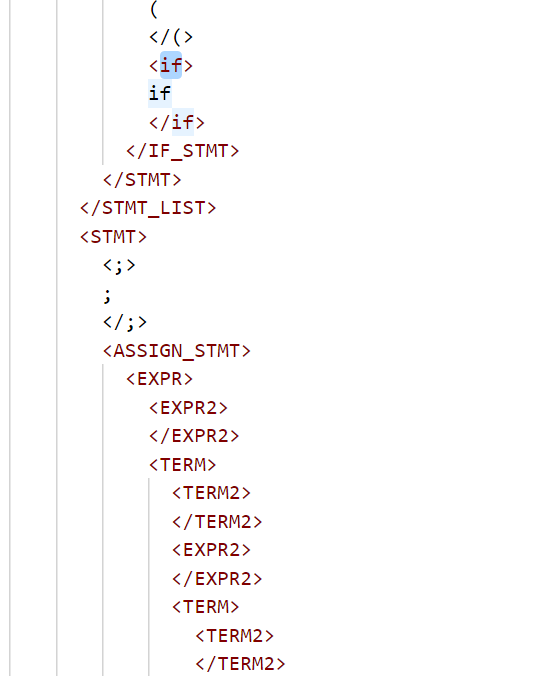 (
</(>
<if>
if
</if>
</IF_STMT>
</STMT>
</STMT_LIST>
<STMT>
<;>
;
</;>
<ASSIGN_STMT>
<EXPR>
<EXPR2>
</EXPR2>
<TERM>
<TERM2>
</TERM2>
<EXPR2>
</EXPR2>
<TERM>
<TERM2>
</TERM2>